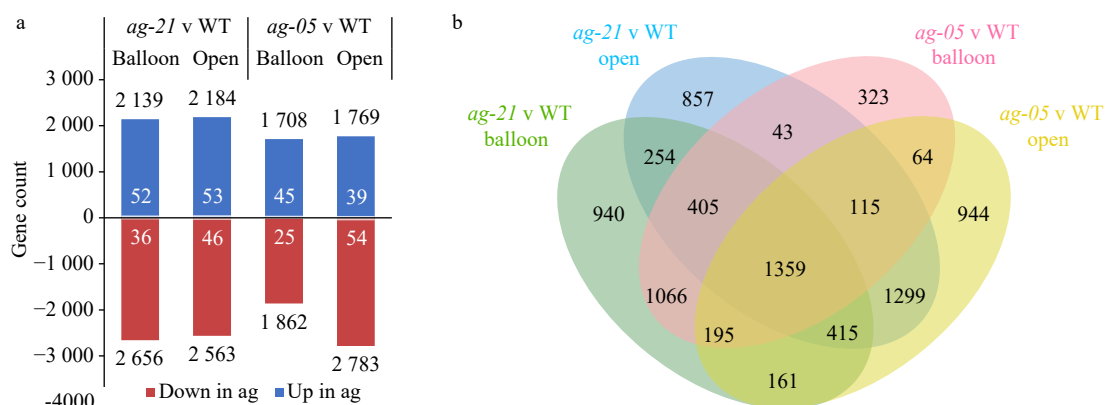 a
ag-21 v WT ag-05 v WT
Balloon Open Balloon Open
3 000
2 000
1 000
0
−1 000
−2 000
−3 000
-4000
Gene count
2 139 2 184 1 708 1 769
52 53 45 39
36 46 25 54
2 656 2 563 1 862 2 783
Down in ag Up in ag
b
ag-21 v WT
open
ag-05 v WT
balloon
ag-21 v WT
balloon
ag-05 v WT
open
857 323
43
254 64
940 405 115 944
1359
1066 1299
195 415
161